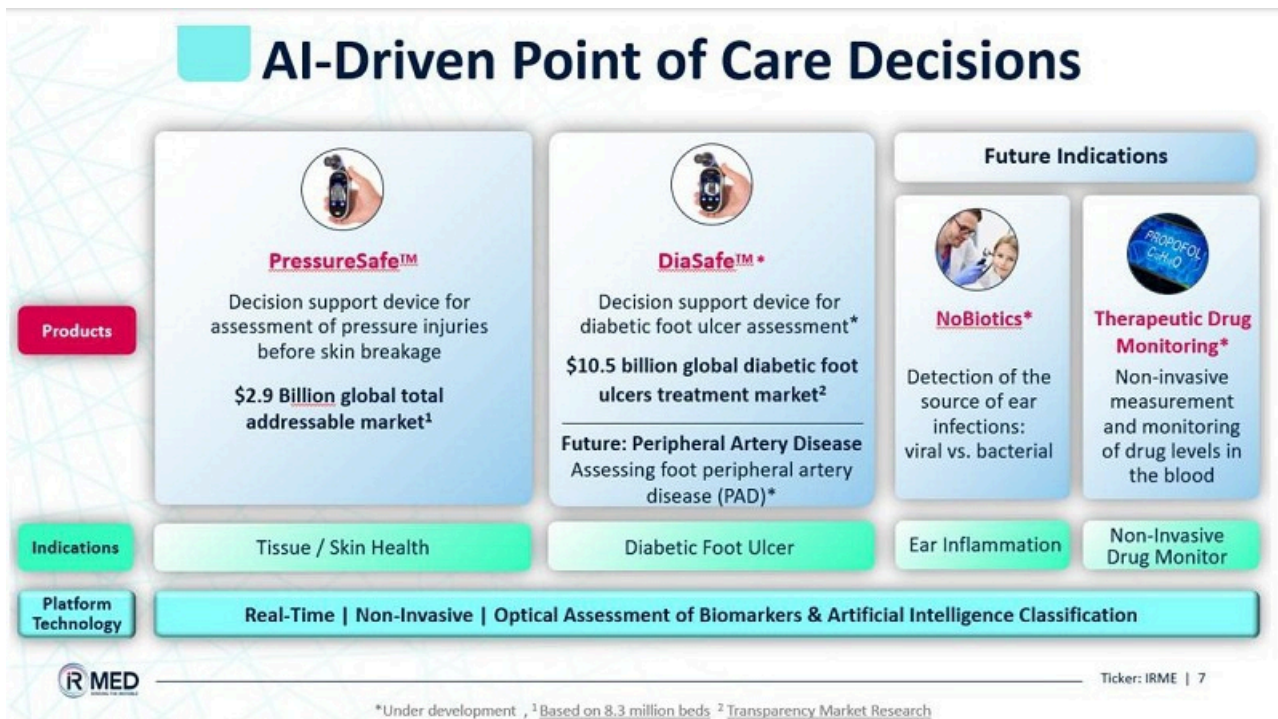 AI-Driven Point of Care Decisions
Products
PressureSafe™
Decision support device for
assessment of pressure injuries
before skin breakage
$2.9 Billion global total
addressable market¹
DiaSafe™*
Decision support device for
diabetic foot ulcer assessment*
$10.5 billion global diabetic foot
ulcers treatment market²
Future: Peripheral Artery Disease
Assessing foot peripheral artery
disease (PAD)*
Future Indications
NoBiotics*
Detection of the
source of ear
infections:
viral vs. bacterial
PROPOFOL
C₁₂H₁₈O
Therapeutic Drug
Monitoring*
Non-invasive
measurement
and monitoring
of drug levels in
the blood
Indications
Tissue / Skin Health
Diabetic Foot Ulcer
Ear Inflammation
Non-Invasive
Drug Monitor
Platform
Technology
Real-Time | Non-Invasive | Optical Assessment of Biomarkers & Artificial Intelligence Classification
iR MED
Ticker: IRME | 7
*Under development , ¹ Based on 8.3 million beds ² Transparency Market Research